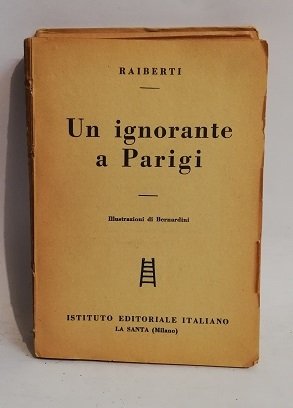 RAIBERTI
Un ignorante
a Parigi
Illustrazioni di Bernardini
ISTITUTO EDITORIALE ITALIANO
LA SANTA (Milano)